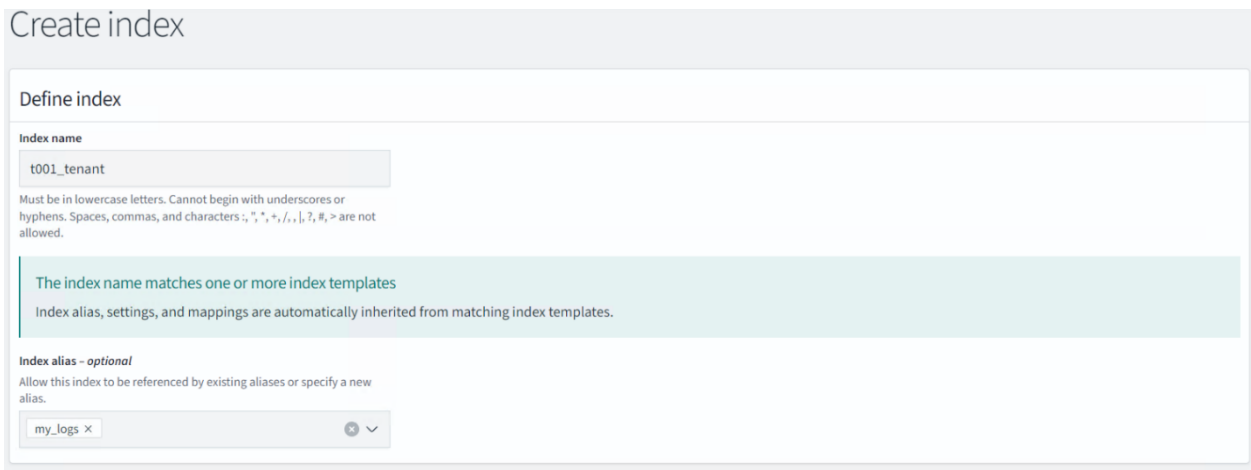 Create index
Define index
Index name
t001_tenant
Must be in lowercase letters. Cannot begin with underscores or
hyphens. Spaces, commas, and characters :, ", *, +, /, , |, ?, #, > are not
allowed.
The index name matches one or more index templates
Index alias, settings, and mappings are automatically inherited from matching index templates.
Index alias – optional
Allow this index to be referenced by existing aliases or specify a new
alias.
my_logs ×